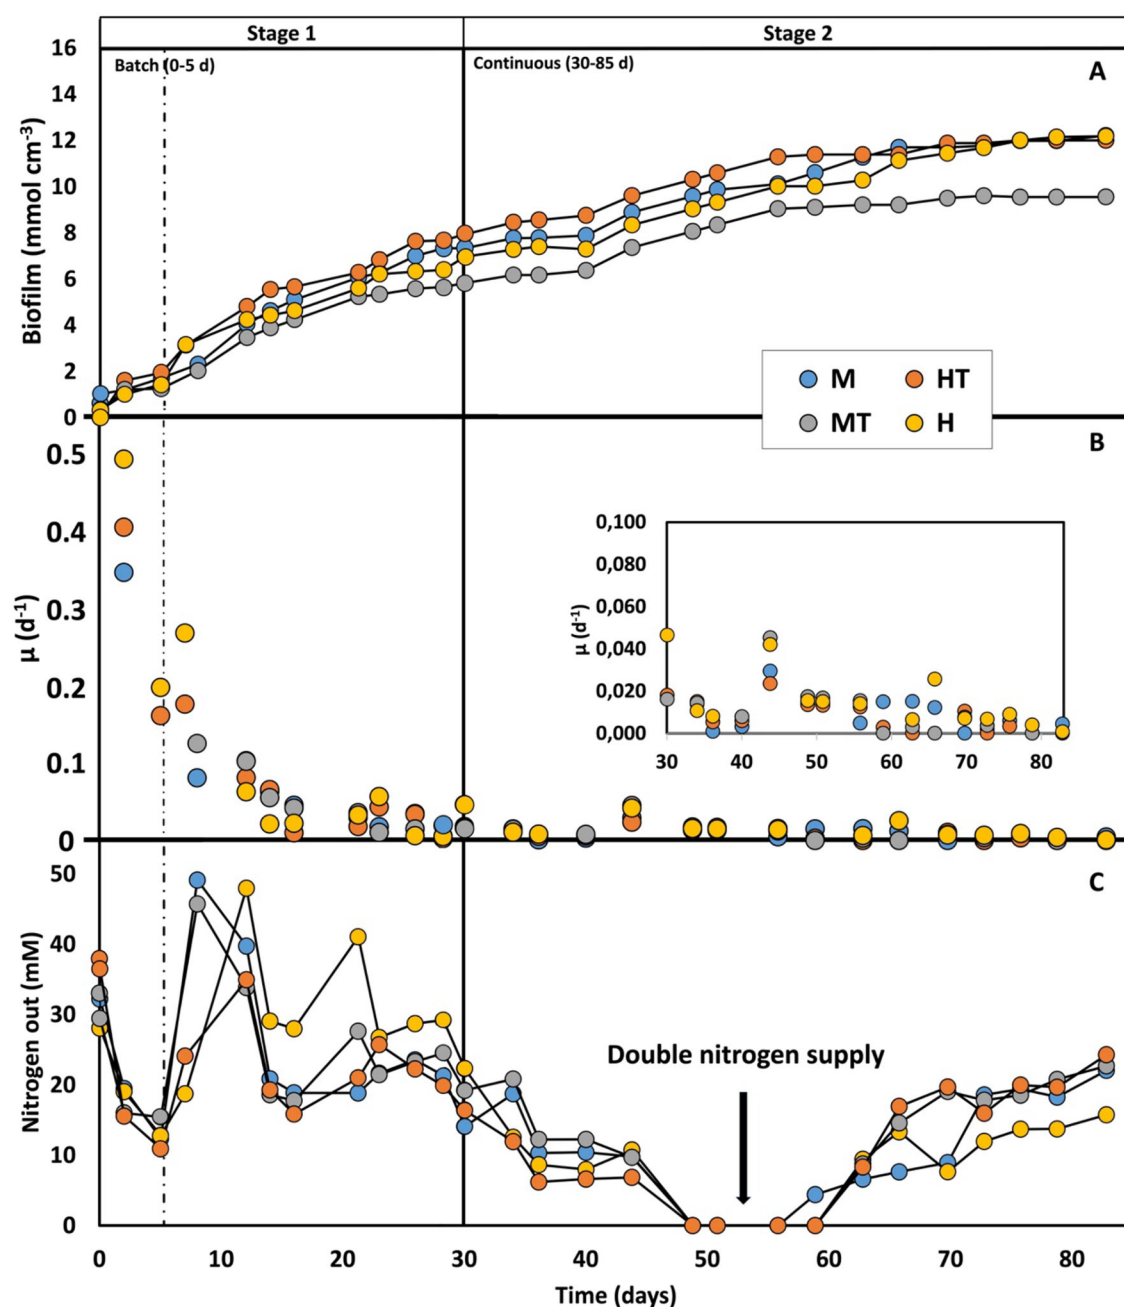 Stage 1 Stage 2
Batch (0-5 d) Continuous (30-85 d) A
Biofilm (mmol cm⁻³)
16
14
12
10
8
6
4
2
0
M HT
MT H
B
μ (d⁻¹)
0.5
0.4
0.3
0.2
0.1
0
μ (d⁻¹)
0,100
0,080
0,060
0,040
0,020
0,000
30 40 50 60 70 80
C
Nitrogen out (mM)
50
40
30
20
10
0
Double nitrogen supply
0 10 20 30 40 50 60 70 80
Time (days)